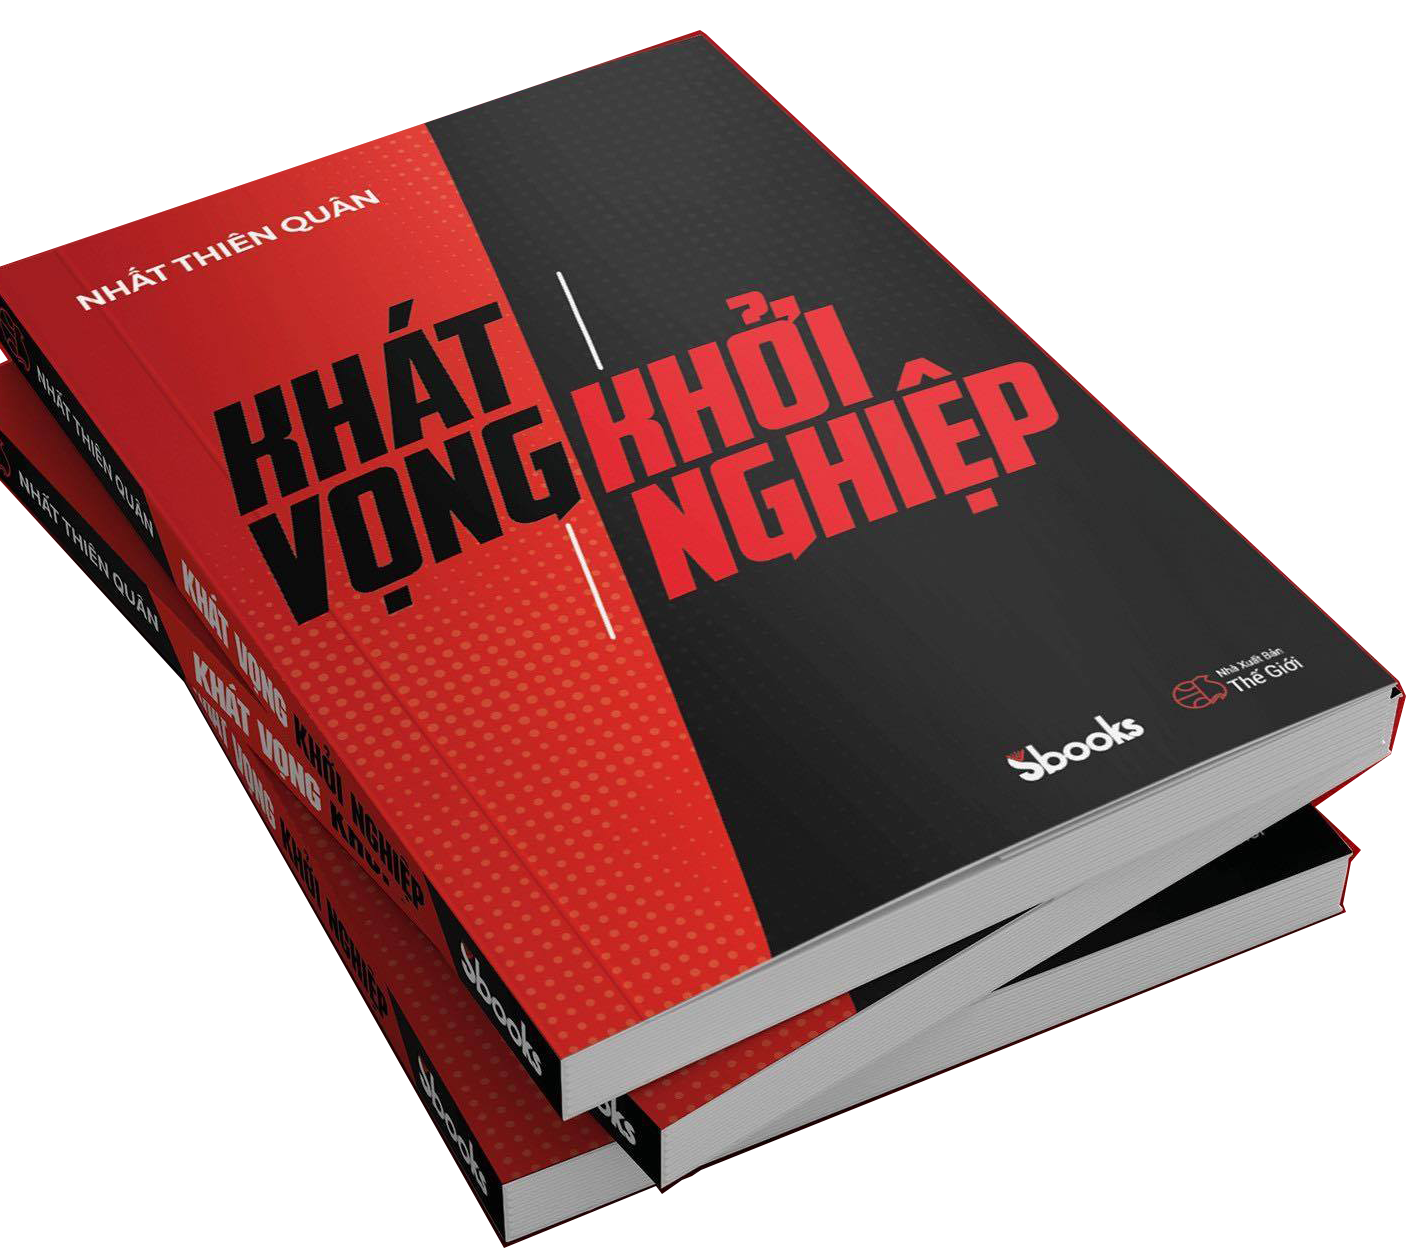 NHẤT THIÊN QUÂN
KHÁT
VỌNG
KHỞI
NGHIỆP
Nhà Xuất Bản
Thế Giới
Sbooks
NHẤT THIÊN QUÂN
KHÁT VỌNG KHỞI NGHIỆP
Sbooks
KHÁT VỌNG
NHẤT THIÊN QUÂN
VỌNG KHỞI NGHIỆP
Sbooks